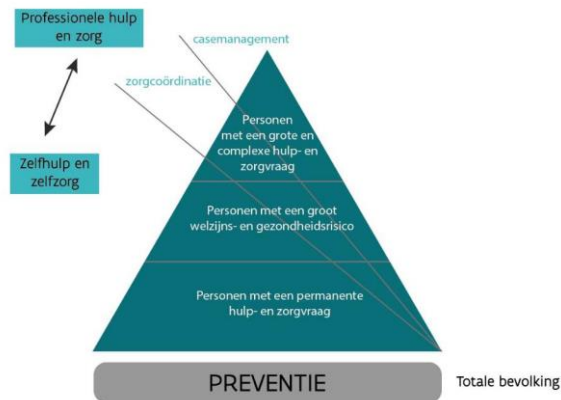 Professionele hulp
en zorg
casemanagement
zorgcoördinatie
Zelfhulp en
zelfzorg
Personen
met een grote en
complexe hulp- en
zorgvraag
Personen met een groot
welzijns- en gezondheidsrisico
Personen met een permanente
hulp- en zorgvraag
PREVENTIE
Totale bevolking